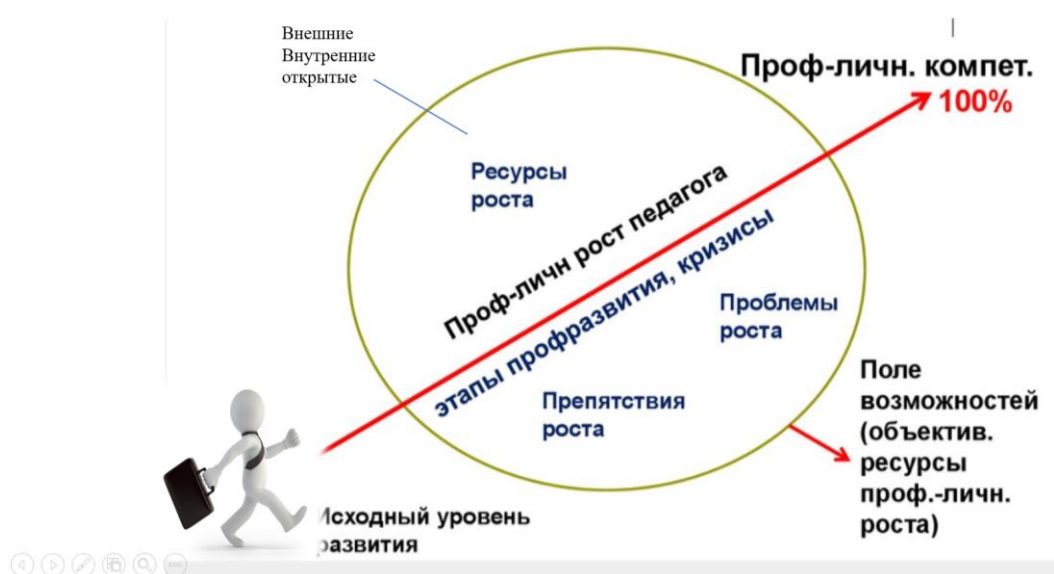 Внешние
Внутренние
открытые
Проф-личн. компет.
100%
Ресурсы
роста
Проф-личн рост педагога
этапы профразвития, кризисы
Проблемы
роста
Препятствия
роста
Поле
возможностей
(объектив.
ресурсы
проф.-личн.
роста)
Исходный уровень
развития